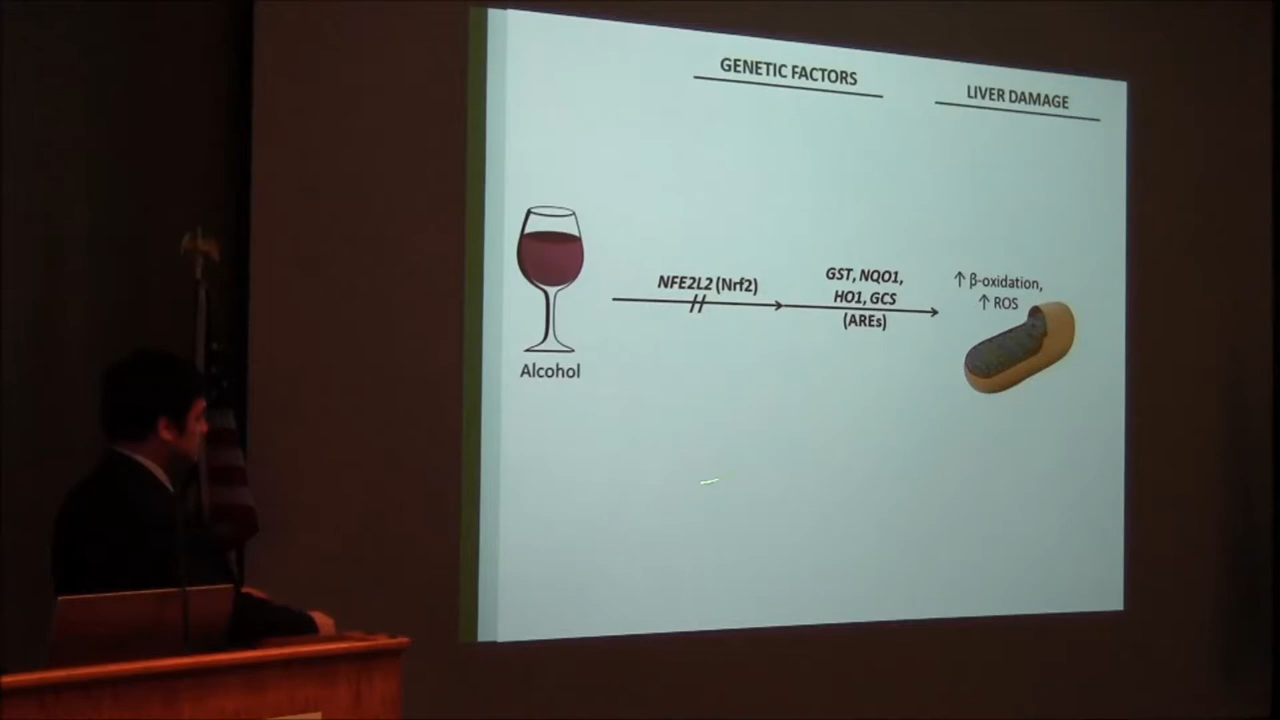 GENETIC FACTORS
LIVER DAMAGE
NFE2L2 (Nrf2)
GST, NQO1,
HO1, GCS
(AREs)
↑ β-oxidation,
↑ ROS
Alcohol